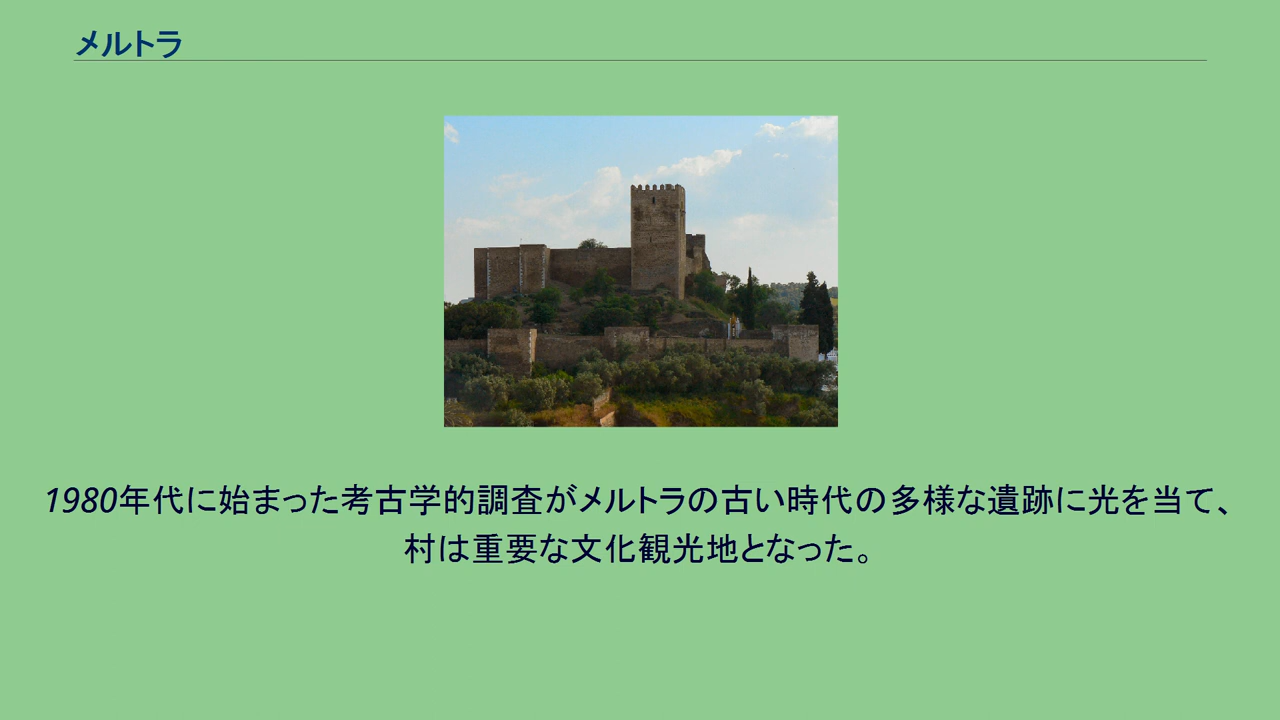 メルトラ
1980年代に始まった考古学的調査がメルトラの古い時代の多様な遺跡に光を当て、
村は重要な文化観光地となった。